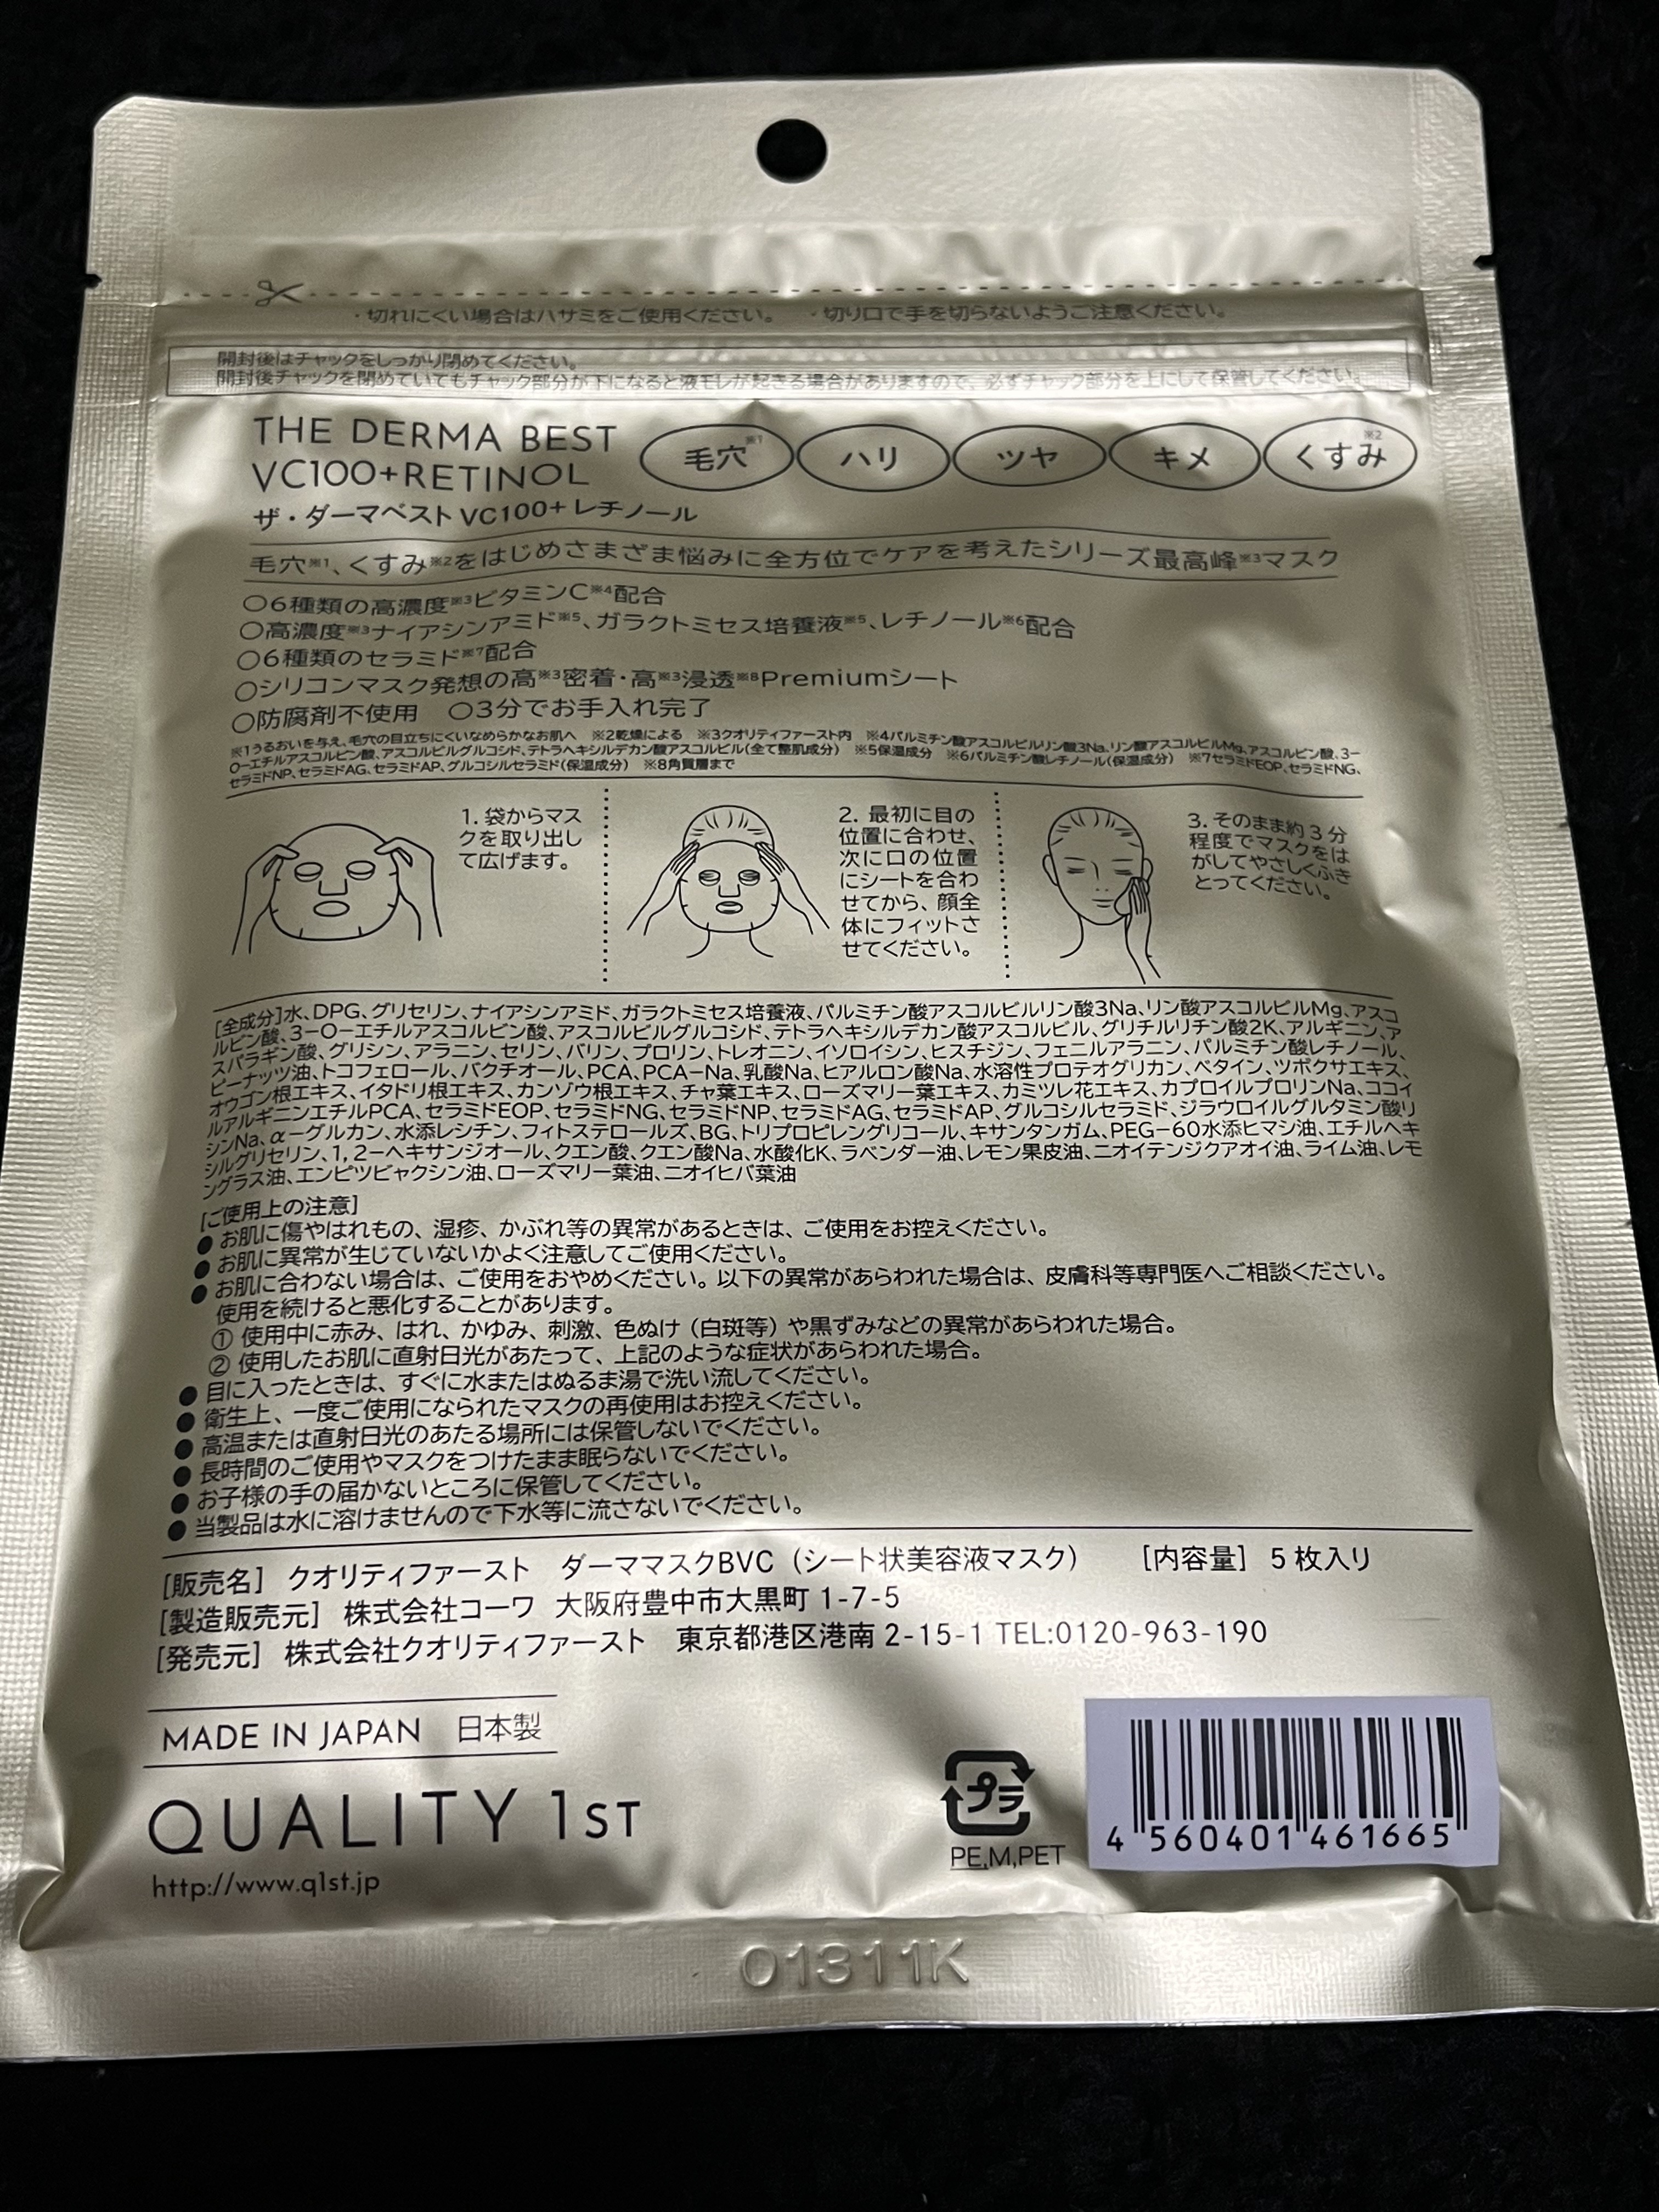 ・切れにくい場合はハサミをご使用ください。 ・切り口で手を切らないようご注意ください。
開封後はチャックをしっかり閉めてください。
開封後チャックを閉めていてもチャック部分が下になると液モレが起きる場合がありますので、必ずチャック部分を上にして保管してください。
THE DERMA BEST
VC100+RETINOL
毛穴※1 ハリ ツヤ キメ くすみ※2
ザ・ダーマベスト VC100+レチノール
毛穴※1、くすみ※2をはじめさまざま悩みに全方位でケアを考えたシリーズ最高峰※3マスク
○6種類の高濃度※3ビタミンC※4配合
○高濃度※3ナイアシンアミド※5、ガラクトミセス培養液※5、レチノール※6配合
○6種類のセラミド※7配合
○シリコンマスク発想の高※3密着・高※3浸透※8Premiumシート
○防腐剤不使用 ○3分でお手入れ完了
※1うるおいを与え、毛穴の目立ちにくいなめらかなお肌へ ※2乾燥による ※3クオリティファースト内 ※4パルミチン酸アスコルビルリン酸3Na、リン酸アスコルビルMg、アスコルビン酸、3-
O-エチルアスコルビン酸、アスコルビルグルコシド、テトラヘキシルデカン酸アスコルビル(全て整肌成分) ※5保湿成分 ※6パルミチン酸レチノール(保湿成分) ※7セラミドEOP、セラミドNG、
セラミドNP、セラミドAG、セラミドAP、グルコシルセラミド(保湿成分) ※8角質層まで
1. 袋からマス
クを取り出し
て広げます。
2. 最初に目の
位置に合わせ、
次に口の位置
にシートを合わ
せてから、顔全
体にフィットさ
せてください。
3. そのまま約3分
程度でマスクをは
がしてやさしくふき
とってください。
[全成分]水、DPG、グリセリン、ナイアシンアミド、ガラクトミセス培養液、パルミチン酸アスコルビルリン酸3Na、リン酸アスコルビルMg、アスコ
ルビン酸、3-O-エチルアスコルビン酸、アスコルビルグルコシド、テトラヘキシルデカン酸アスコルビル、グリチルリチン酸2K、アルギニン、ア
スパラギン酸、グリシン、アラニン、セリン、バリン、プロリン、トレオニン、イソロイシン、ヒスチジン、フェニルアラニン、パルミチン酸レチノール、
ピーナッツ油、トコフェロール、バクチオール、PCA、PCA-Na、乳酸Na、ヒアルロン酸Na、水溶性プロテオグリカン、ベタイン、ツボクサエキス、
オウゴン根エキス、イタドリ根エキス、カンゾウ根エキス、チャ葉エキス、ローズマリー葉エキス、カミツレ花エキス、カプロイルプロリンNa、ココイ
ルアルギニンエチルPCA、セラミドEOP、セラミドNG、セラミドNP、セラミドAG、セラミドAP、グルコシルセラミド、ジラウロイルグルタミン酸リ
シンNa、α-グルカン、水添レシチン、フィトステロールズ、BG、トリプロピレングリコール、キサンタンガム、PEG-60水添ヒマシ油、エチルヘキ
シルグリセリン、1, 2-ヘキサンジオール、クエン酸、クエン酸Na、水酸化K、ラベンダー油、レモン果皮油、ニオイテンジクアオイ油、ライム油、レモ
ングラス油、エンピツビャクシン油、ローズマリー葉油、ニオイヒバ葉油
[ご使用上の注意]
● お肌に傷やはれもの、湿疹、かぶれ等の異常があるときは、ご使用をお控えください。
● お肌に異常が生じていないかよく注意してご使用ください。
● お肌に合わない場合は、ご使用をおやめください。以下の異常があらわれた場合は、皮膚科等専門医へご相談ください。
使用を続けると悪化することがあります。
① 使用中に赤み、はれ、かゆみ、刺激、色ぬけ(白斑等)や黒ずみなどの異常があらわれた場合。
② 使用したお肌に直射日光があたって、上記のような症状があらわれた場合。
● 目に入ったときは、すぐに水またはぬるま湯で洗い流してください。
● 衛生上、一度ご使用になられたマスクの再使用はお控えください。
● 高温または直射日光のあたる場所には保管しないでください。
● 長時間のご使用やマスクをつけたまま眠らないでください。
● お子様の手の届かないところに保管してください。
● 当製品は水に溶けませんので下水等に流さないでください。
[販売名] クオリティファースト ダーママスクBVC(シート状美容液マスク) [内容量] 5枚入り
[製造販売元] 株式会社コーワ 大阪府豊中市大黒町 1-7-5
[発売元] 株式会社クオリティファースト 東京都港区港南 2-15-1 TEL:0120-963-190
MADE IN JAPAN 日本製
QUALITY 1ST
http://www.q1st.jp
プラ
PE,M,PET
4 560401 461665
01311K